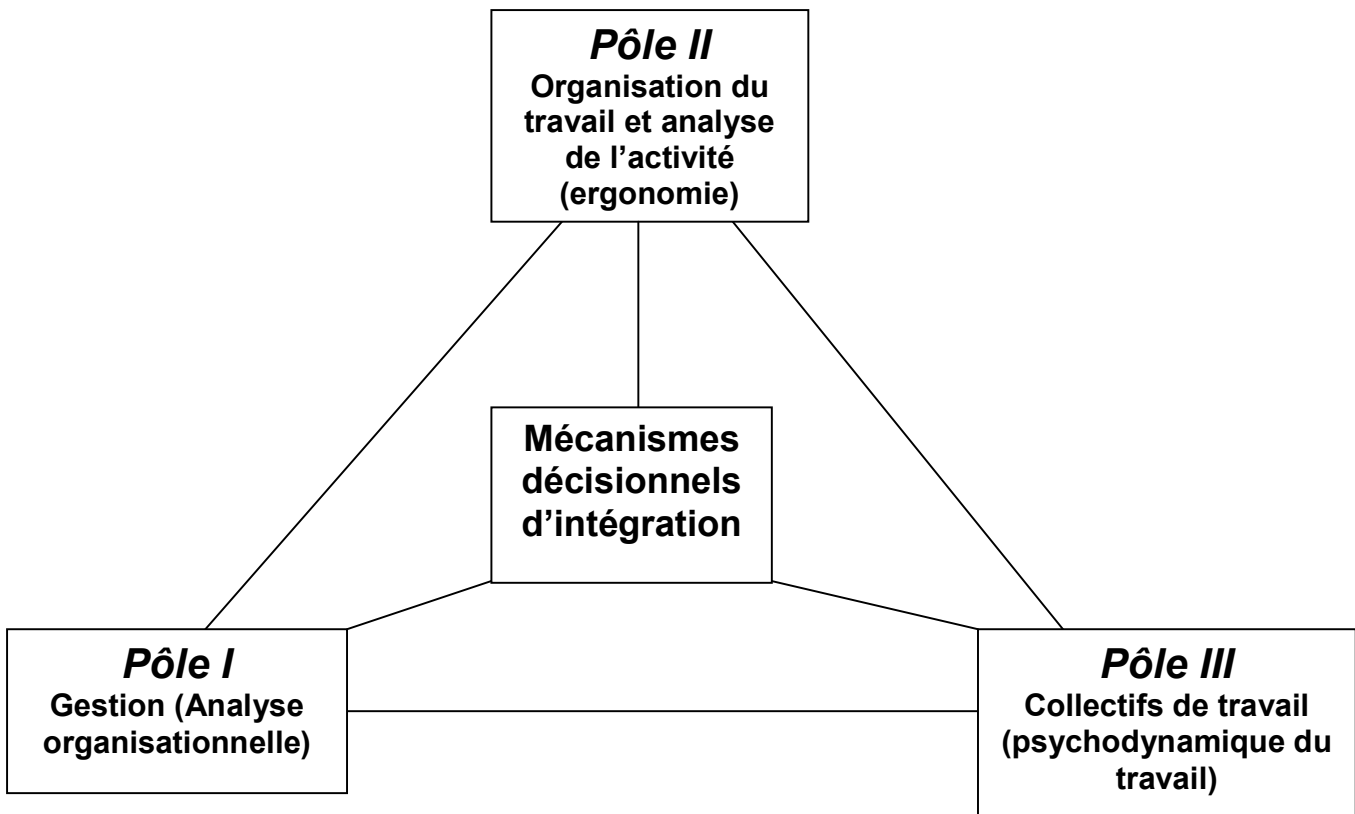 Pôle II
Organisation du
travail et analyse
de l’activité
(ergonomie)
Mécanismes
décisionnels
d’intégration
Pôle I
Gestion (Analyse
organisationnelle)
Pôle III
Collectifs de travail
(psychodynamique du
travail)